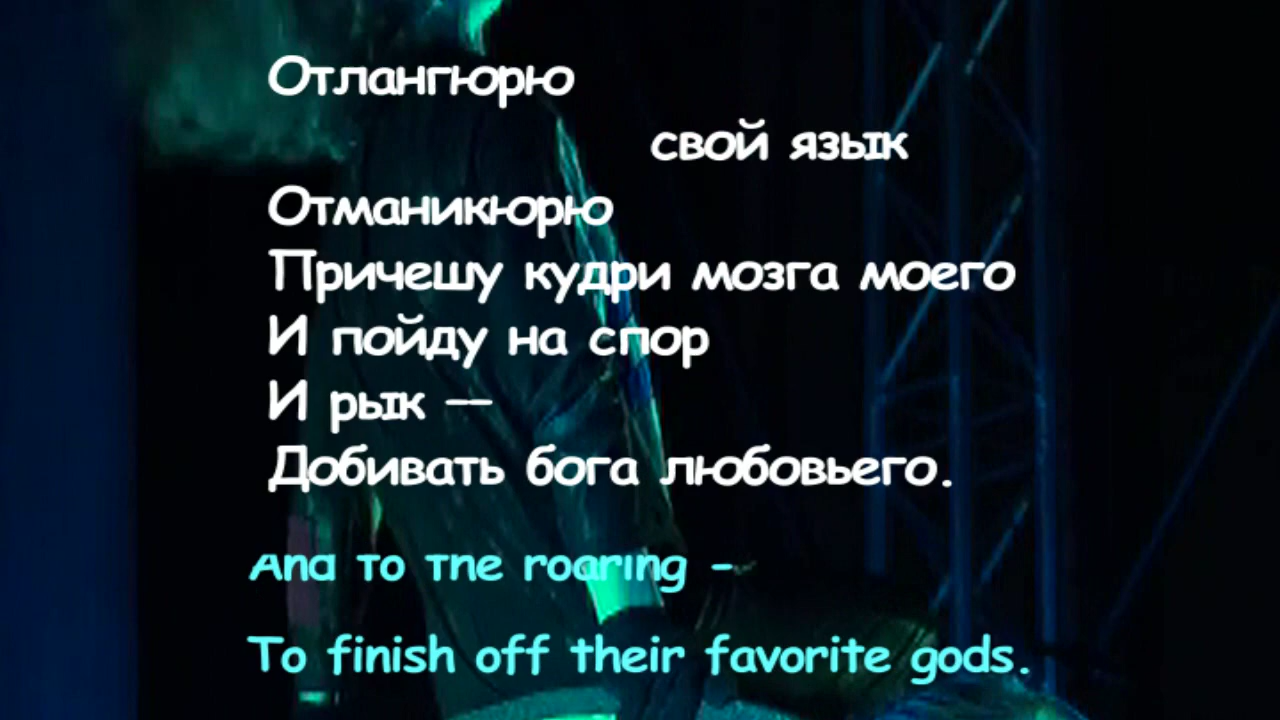 Отлангюрю
свой язык
Отманикюрю
Причешу кудри мозга моего
И пойду на спор
И рык —
Добивать бога любовьего.
And to the roaring -
To finish off their favorite gods.